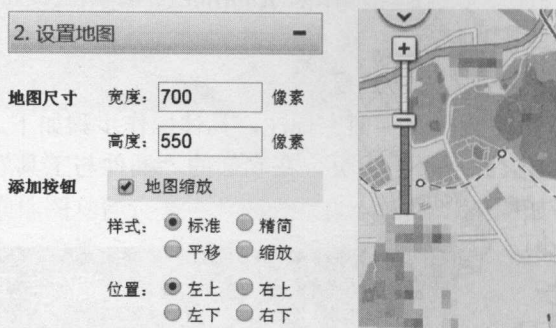 2. 设置地图
地图尺寸 宽度： 700 像素
高度： 550 像素
添加按钮 地图缩放
样式： 标准 精简
平移 缩放
位置： 左上 右上
左下 右下